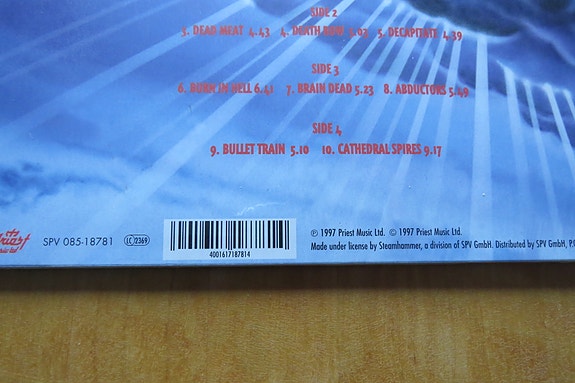 SIDE 2
3. DEAD MEAT 4.43 4. DEATH ROW 5. DECAPITATE 4.39
SIDE 3
6. BURN IN HELL 6.41 7. BRAIN DEAD 5.23 8. ABDUCTORS 5.49
SIDE 4
9. BULLET TRAIN 5.10 10. CATHEDRAL SPIRES 9.17
SPV 085-18781 LC 2369
4001617187814
℗ 1997 Priest Music Ltd. © 1997 Priest Music Ltd.
Made under license by Steamhammer, a division of SPV GmbH. Distributed by SPV GmbH, P.O